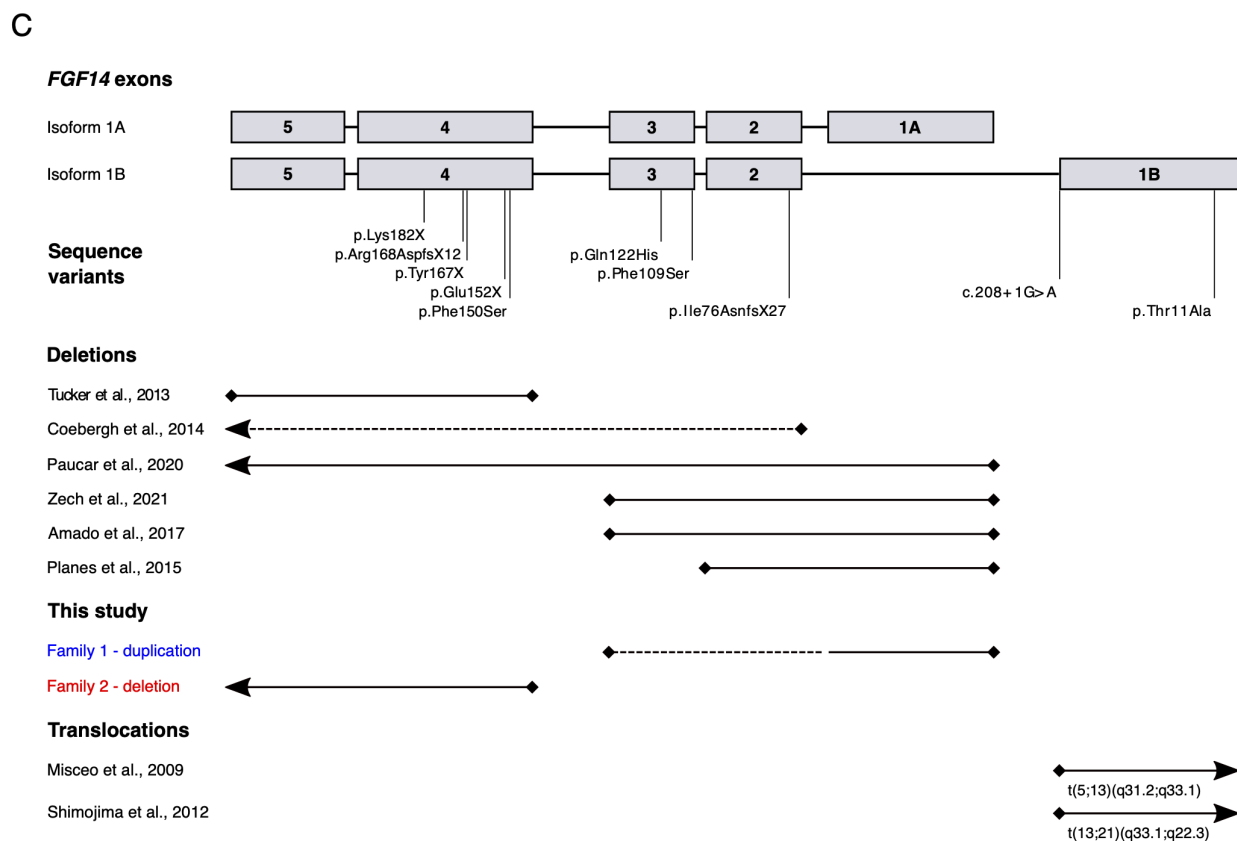 C
FGF14 exons
Isoform 1A
5 4 3 2 1A
Isoform 1B
5 4 3 2 1B
Sequence
variants
p.Lys182X
p.Arg168AspfsX12
p.Tyr167X
p.Glu152X
p.Phe150Ser
p.Gln122His
p.Phe109Ser
p.Ile76AsnfsX27
c.208+1G>A
p.Thr11Ala
Deletions
Tucker et al., 2013
Coebergh et al., 2014
Paucar et al., 2020
Zech et al., 2021
Amado et al., 2017
Planes et al., 2015
This study
Family 1 - duplication
Family 2 - deletion
Translocations
Misceo et al., 2009
t(5;13)(q31.2;q33.1)
Shimojima et al., 2012
t(13;21)(q33.1;q22.3)